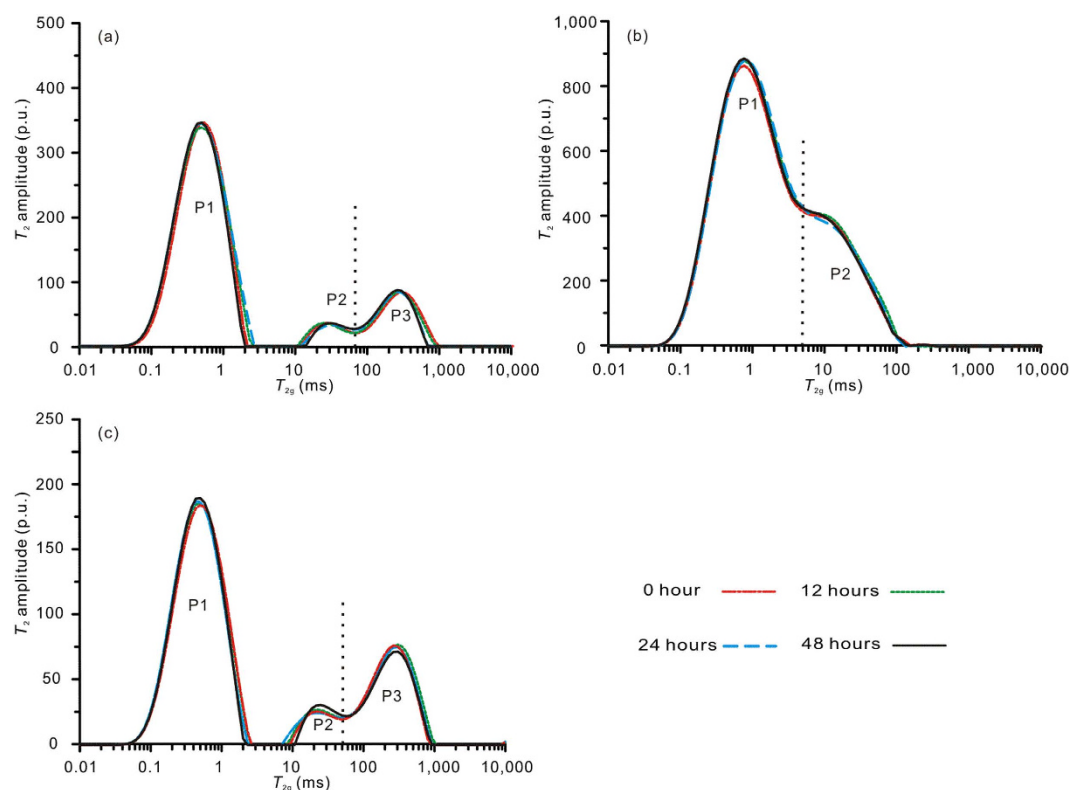 (a)
T₂ amplitude (p.u.)
500
400
300
200
100
0
P1
P2
P3
0.01 0.1 1 10 100 1,000 10,000
T₂g (ms)
(b)
T₂ amplitude (p.u.)
1,000
800
600
400
200
0
P1
P2
0.01 0.1 1 10 100 1,000 10,000
T₂g (ms)
(c)
T₂ amplitude (p.u.)
250
200
150
100
50
0
P1
P2
P3
0.01 0.1 1 10 100 1,000 10,000
T₂g (ms)
0 hour 12 hours
24 hours 48 hours